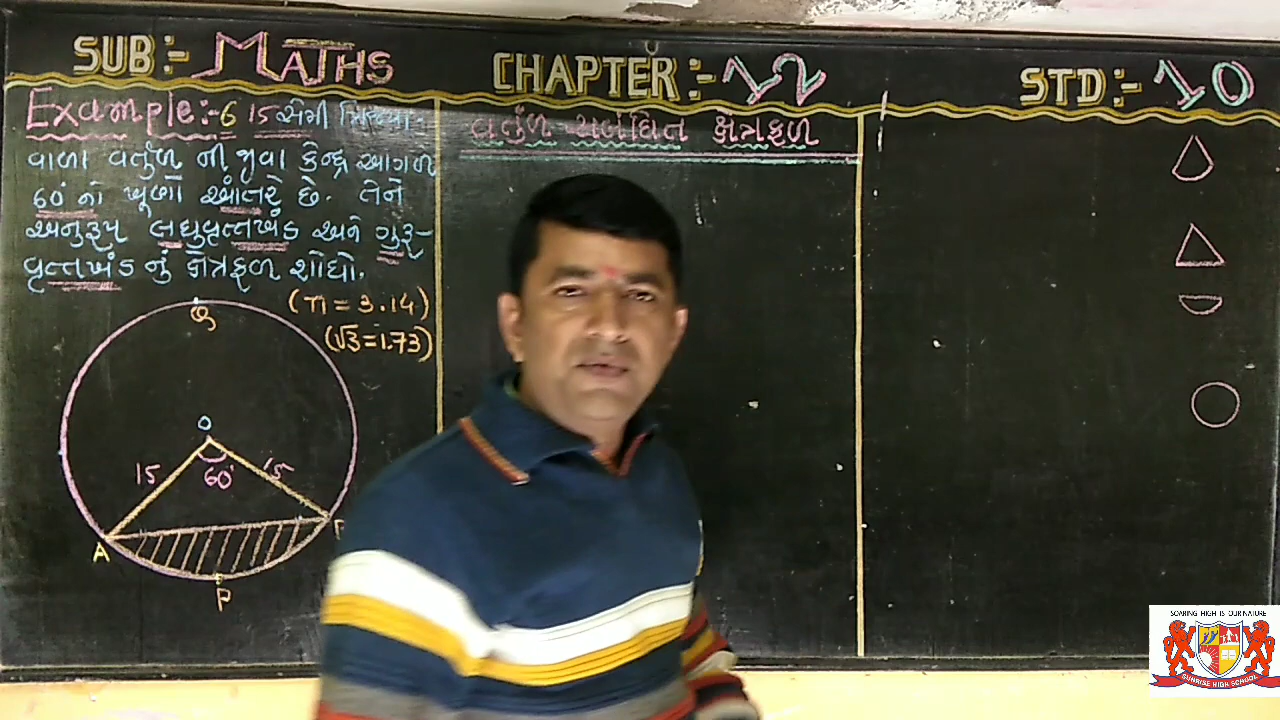 SUB:- MATHS
CHAPTER:- 12
STD:- 10
Example:-6 15 સેમી ત્રિજ્યા-
વાળા વર્તુળ ની જીવા કેન્દ્ર આગળ
60° નો ખૂણો આંતરે છે. તેને
અનુરૂપ લઘુવૃત્તખંડ અને ગુરૂ-
વૃત્તખંડ નું ક્ષેત્રફળ શોધો.
(π = 3.14)
(√3 = 1.73)
વર્તુળ સંબંધિત ક્ષેત્રફળ
Q
O
15
60°
15
A
P
SOARING HIGH IS OUR NATURE
SUNRISE HIGH SCHOOL